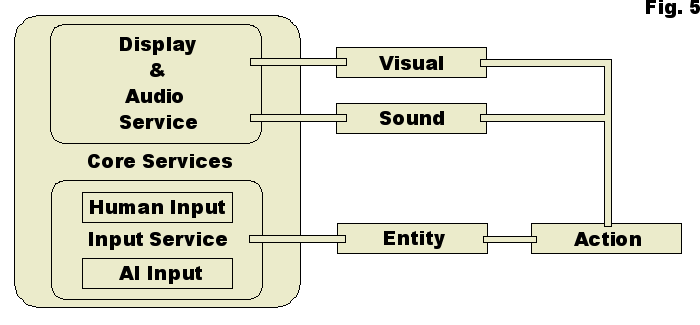 Fig. 5
Display
&
Audio
Service
Visual
Sound
Core Services
Human Input
Input Service
AI Input
Entity
Action